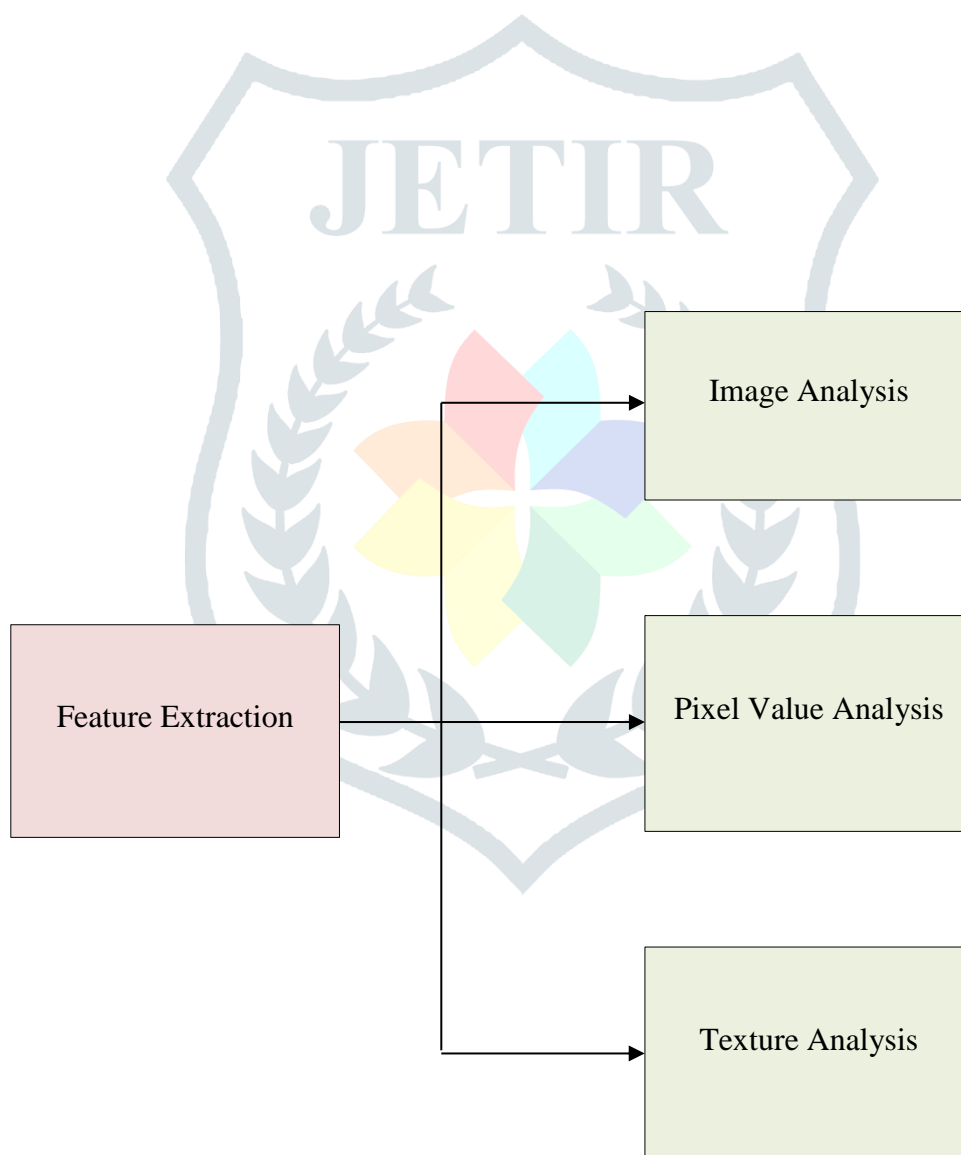 JETIR
Image Analysis
Feature Extraction
Pixel Value Analysis
Texture Analysis